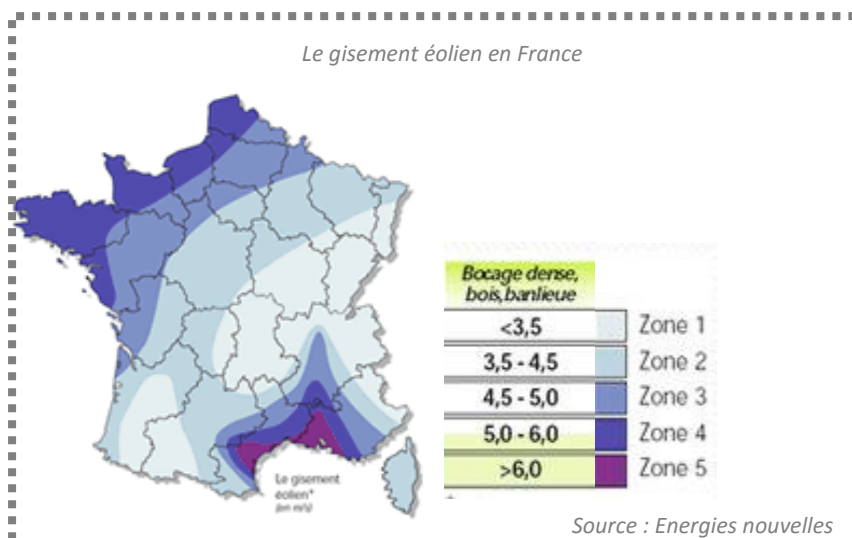 Le gisement éolien en France
Bocage dense,
bois,banlieue
<3,5 Zone 1
3,5 - 4,5 Zone 2
4,5 - 5,0 Zone 3
5,0 - 6,0 Zone 4
>6,0 Zone 5
Le gisement
éolien*
(en m/s)
Source : Energies nouvelles